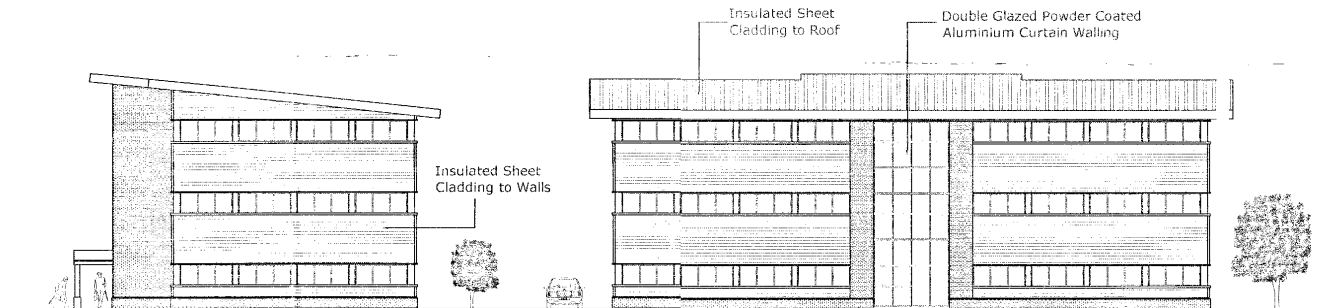 Insulated Sheet
Cladding to Roof
Double Glazed Powder Coated
Aluminium Curtain Walling
Insulated Sheet
Cladding to Walls